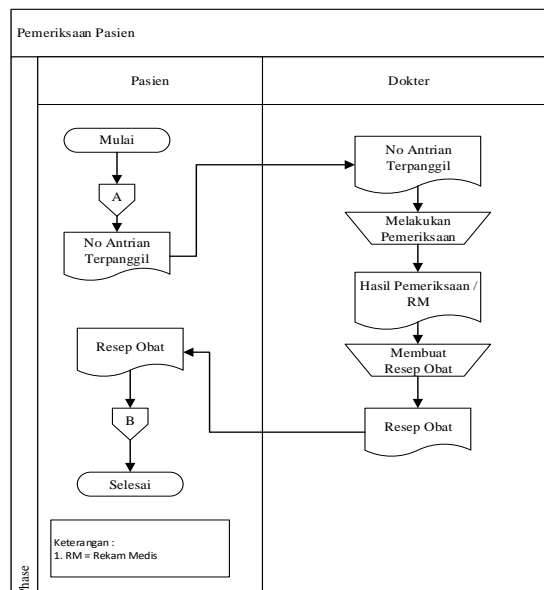 Pemeriksaan Pasien
Pasien
Dokter
Mulai
A
No Antrian
Terpanggil
No Antrian
Terpanggil
Melakukan
Pemeriksaan
Hasil Pemeriksaan /
RM
Membuat
Resep Obat
Resep Obat
Resep Obat
B
Selesai
Keterangan :
1. RM = Rekam Medis
Phase